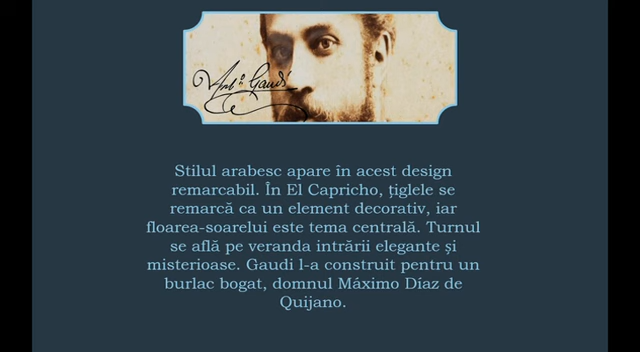 Antº Gaudí
Stilul arabesc apare în acest design
remarcabil. În El Capricho, țiglele se
remarcă ca un element decorativ, iar
floarea-soarelui este tema centrală. Turnul
se află pe veranda intrării elegante și
misterioase. Gaudi l-a construit pentru un
burlac bogat, domnul Máximo Díaz de
Quijano.